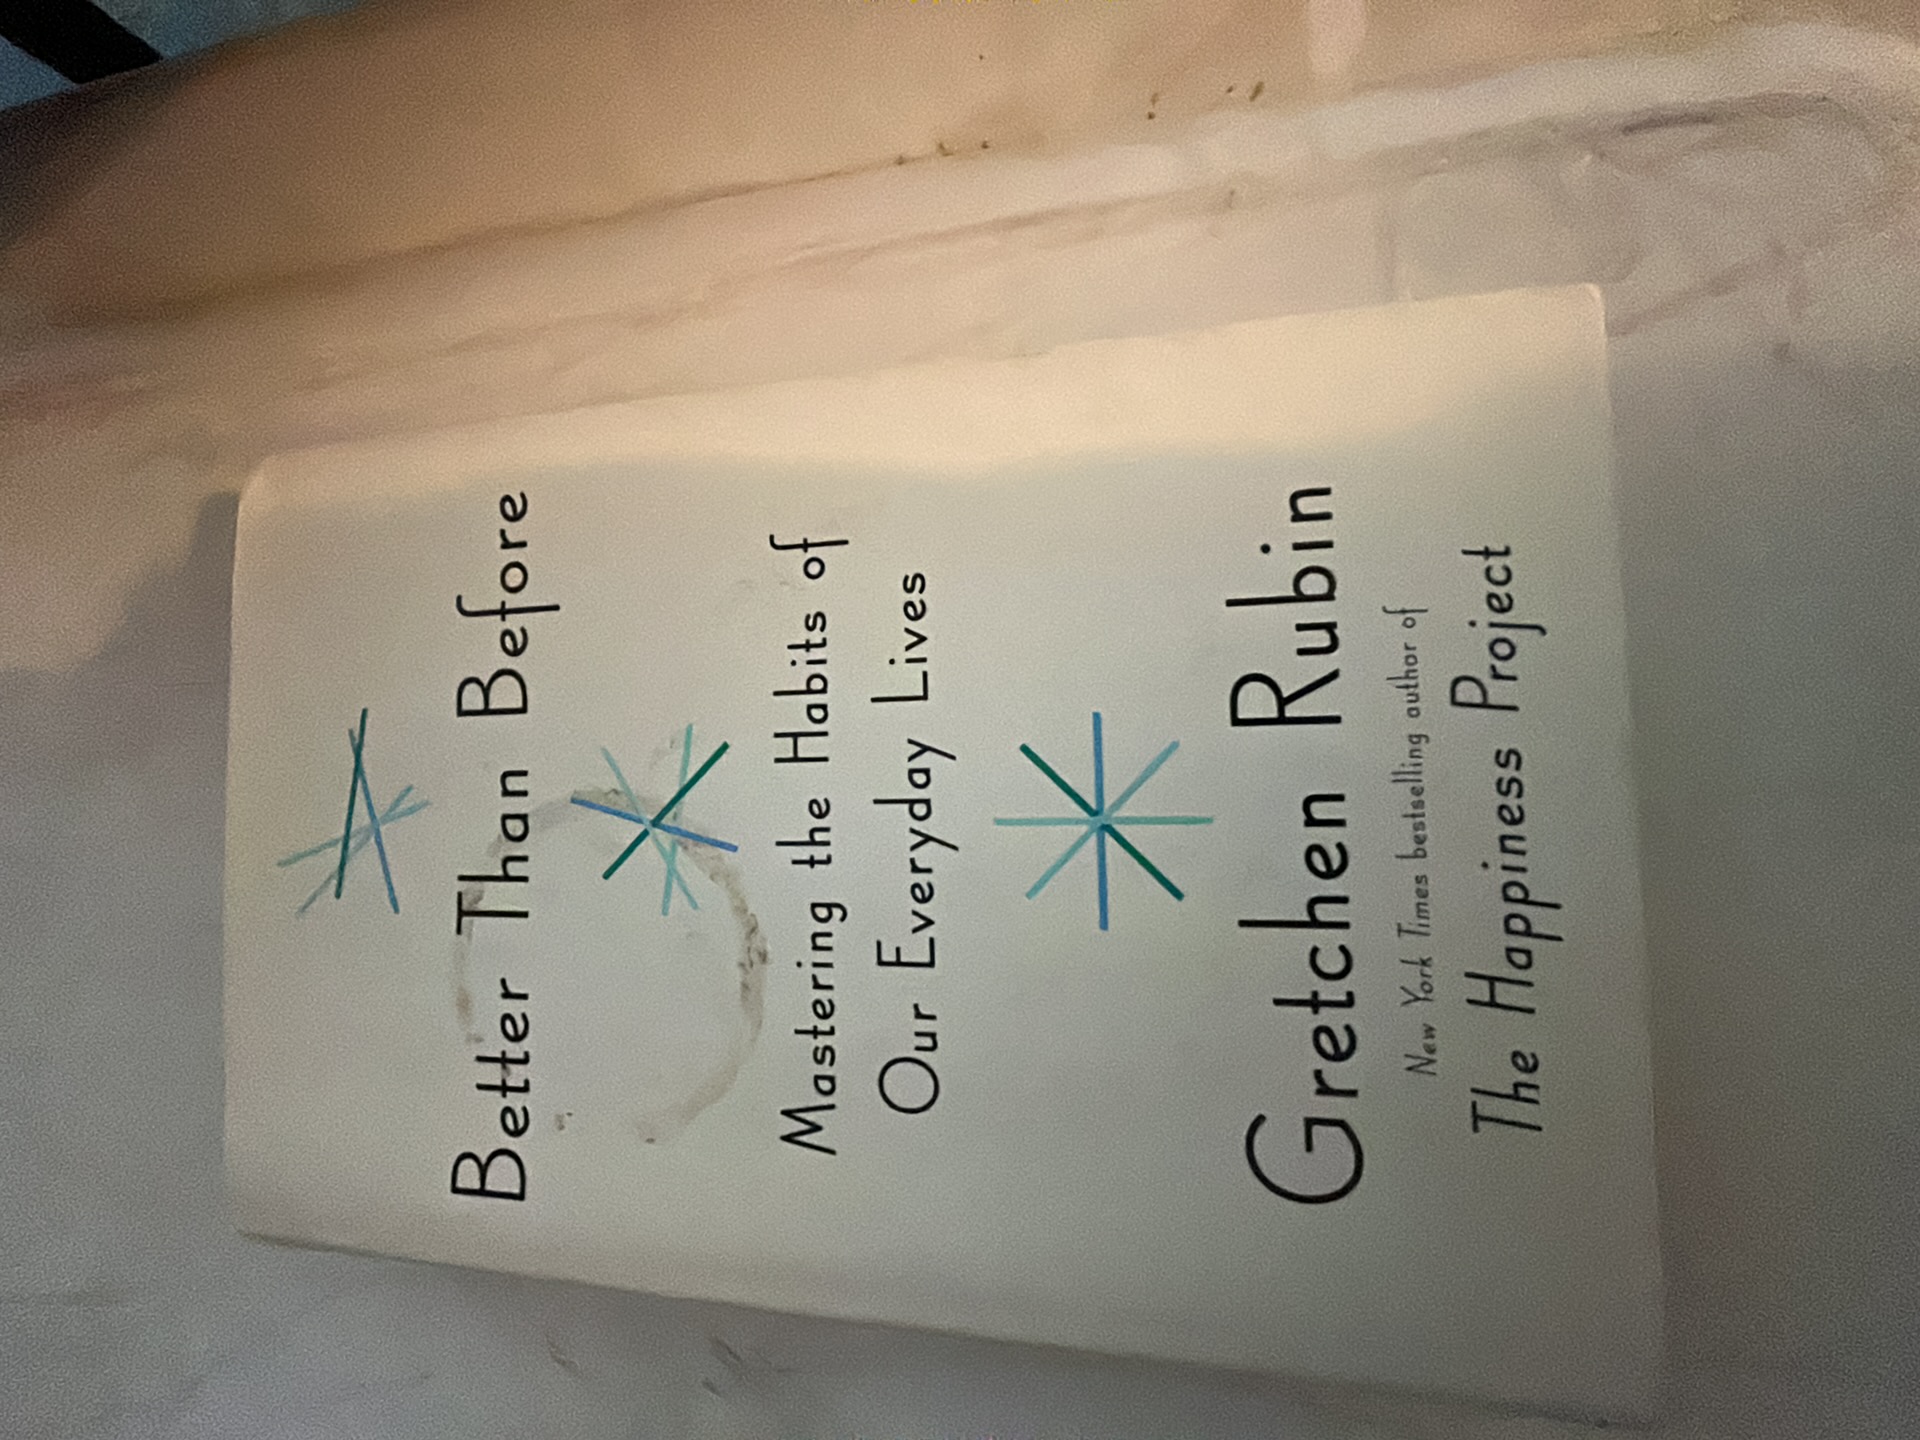 Better Than Before
Mastering the Habits of
Our Everyday Lives
Gretchen Rubin
New York Times bestselling author of
The Happiness Project